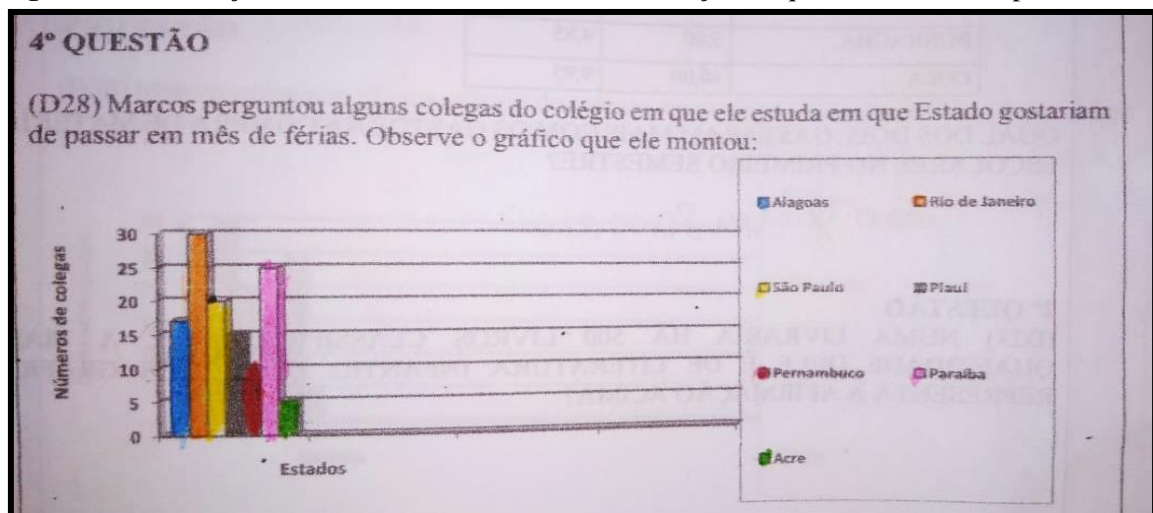 4º QUESTÃO
(D28) Marcos perguntou alguns colegas do colégio em que ele estuda em que Estado gostariam
de passar em mês de férias. Observe o gráfico que ele montou:
Números de colegas
30
25
20
15
10
5
0
Estados
Alagoas
Rio de Janeiro
São Paulo
Piauí
Pernambuco
Paraíba
Acre